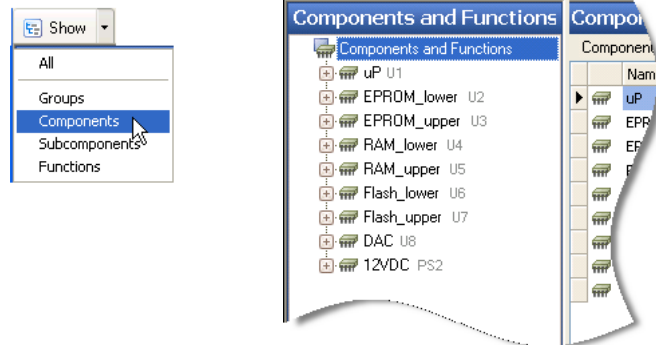 Show
All
Groups
Components
Subcomponents
Functions
Components and Functions
Components and Functions
uP U1
EPROM_lower U2
EPROM_upper U3
RAM_lower U4
RAM_upper U5
Flash_lower U6
Flash_upper U7
DAC U8
12VDC PS2
Compon
Componen
Nam
uP
EPR
EP